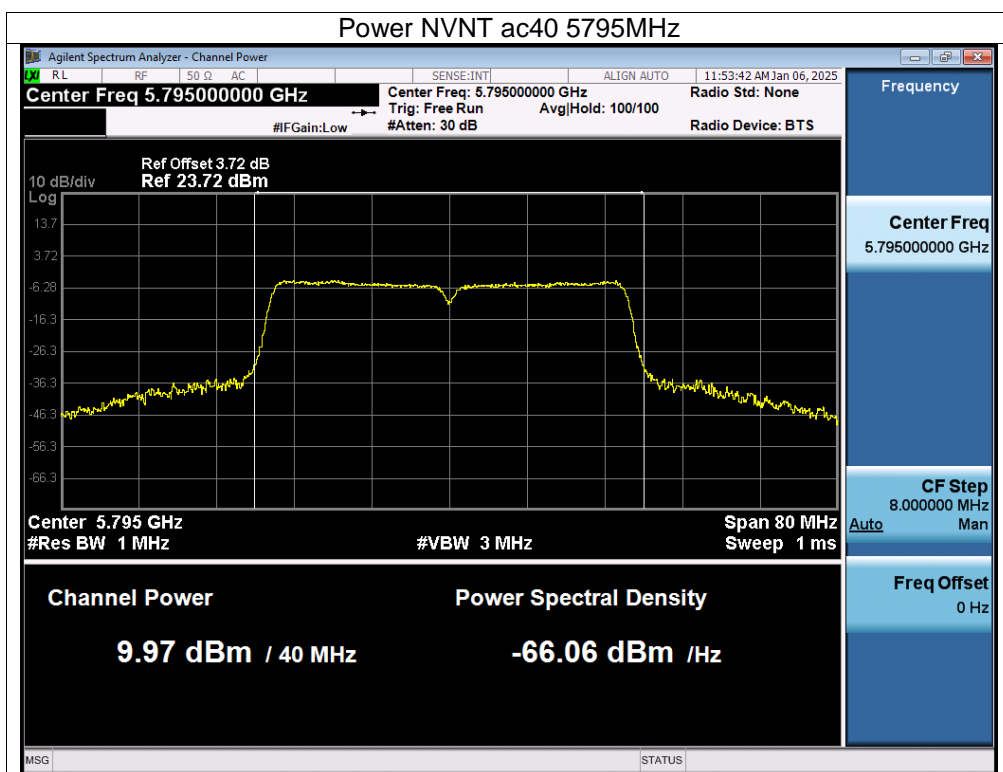 Power NVNT ac40 5795MHz
Agilent Spectrum Analyzer - Channel Power
LXI RL RF 50 Ω AC SENSE:INT ALIGN AUTO 11:53:42 AM Jan 06, 2025
Center Freq 5.795000000 GHz
#IFGain:Low
Center Freq: 5.795000000 GHz
Trig: Free Run Avg|Hold: 100/100
#Atten: 30 dB
Radio Std: None
Radio Device: BTS
Ref Offset 3.72 dB
10 dB/div Ref 23.72 dBm
Log
13.7
3.72
-6.28
-16.3
-26.3
-36.3
-46.3
-56.3
-66.3
Center 5.795 GHz Span 80 MHz
#Res BW 1 MHz #VBW 3 MHz Sweep 1 ms
Channel Power Power Spectral Density
9.97 dBm / 40 MHz -66.06 dBm /Hz
Frequency
Center Freq
5.795000000 GHz
CF Step
8.000000 MHz
Auto Man
Freq Offset
0 Hz
MSG STATUS